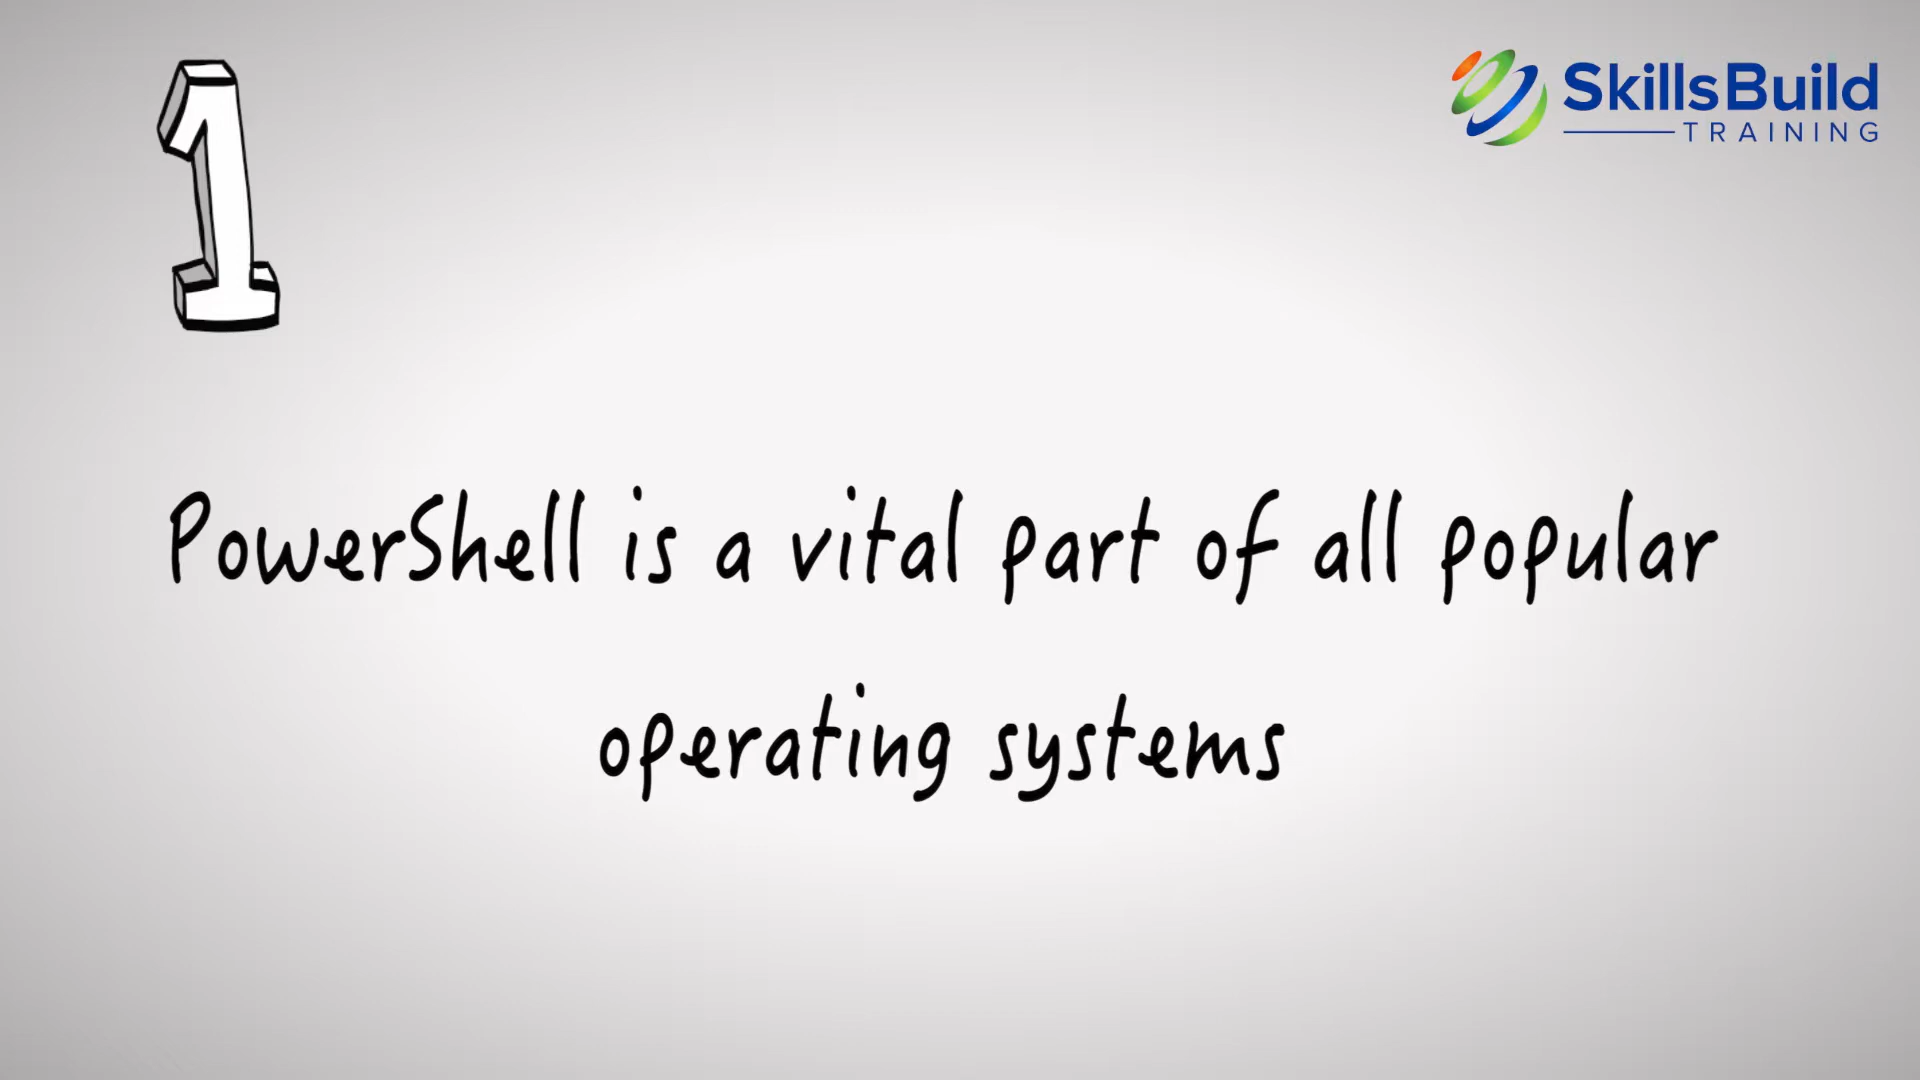 1
SkillsBuild
TRAINING
PowerShell is a vital part of all popular
operating systems